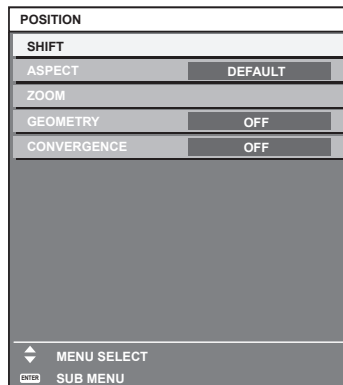 POSITION
SHIFT
ASPECT DEFAULT
ZOOM
GEOMETRY OFF
CONVERGENCE OFF
MENU SELECT
ENTER SUB MENU